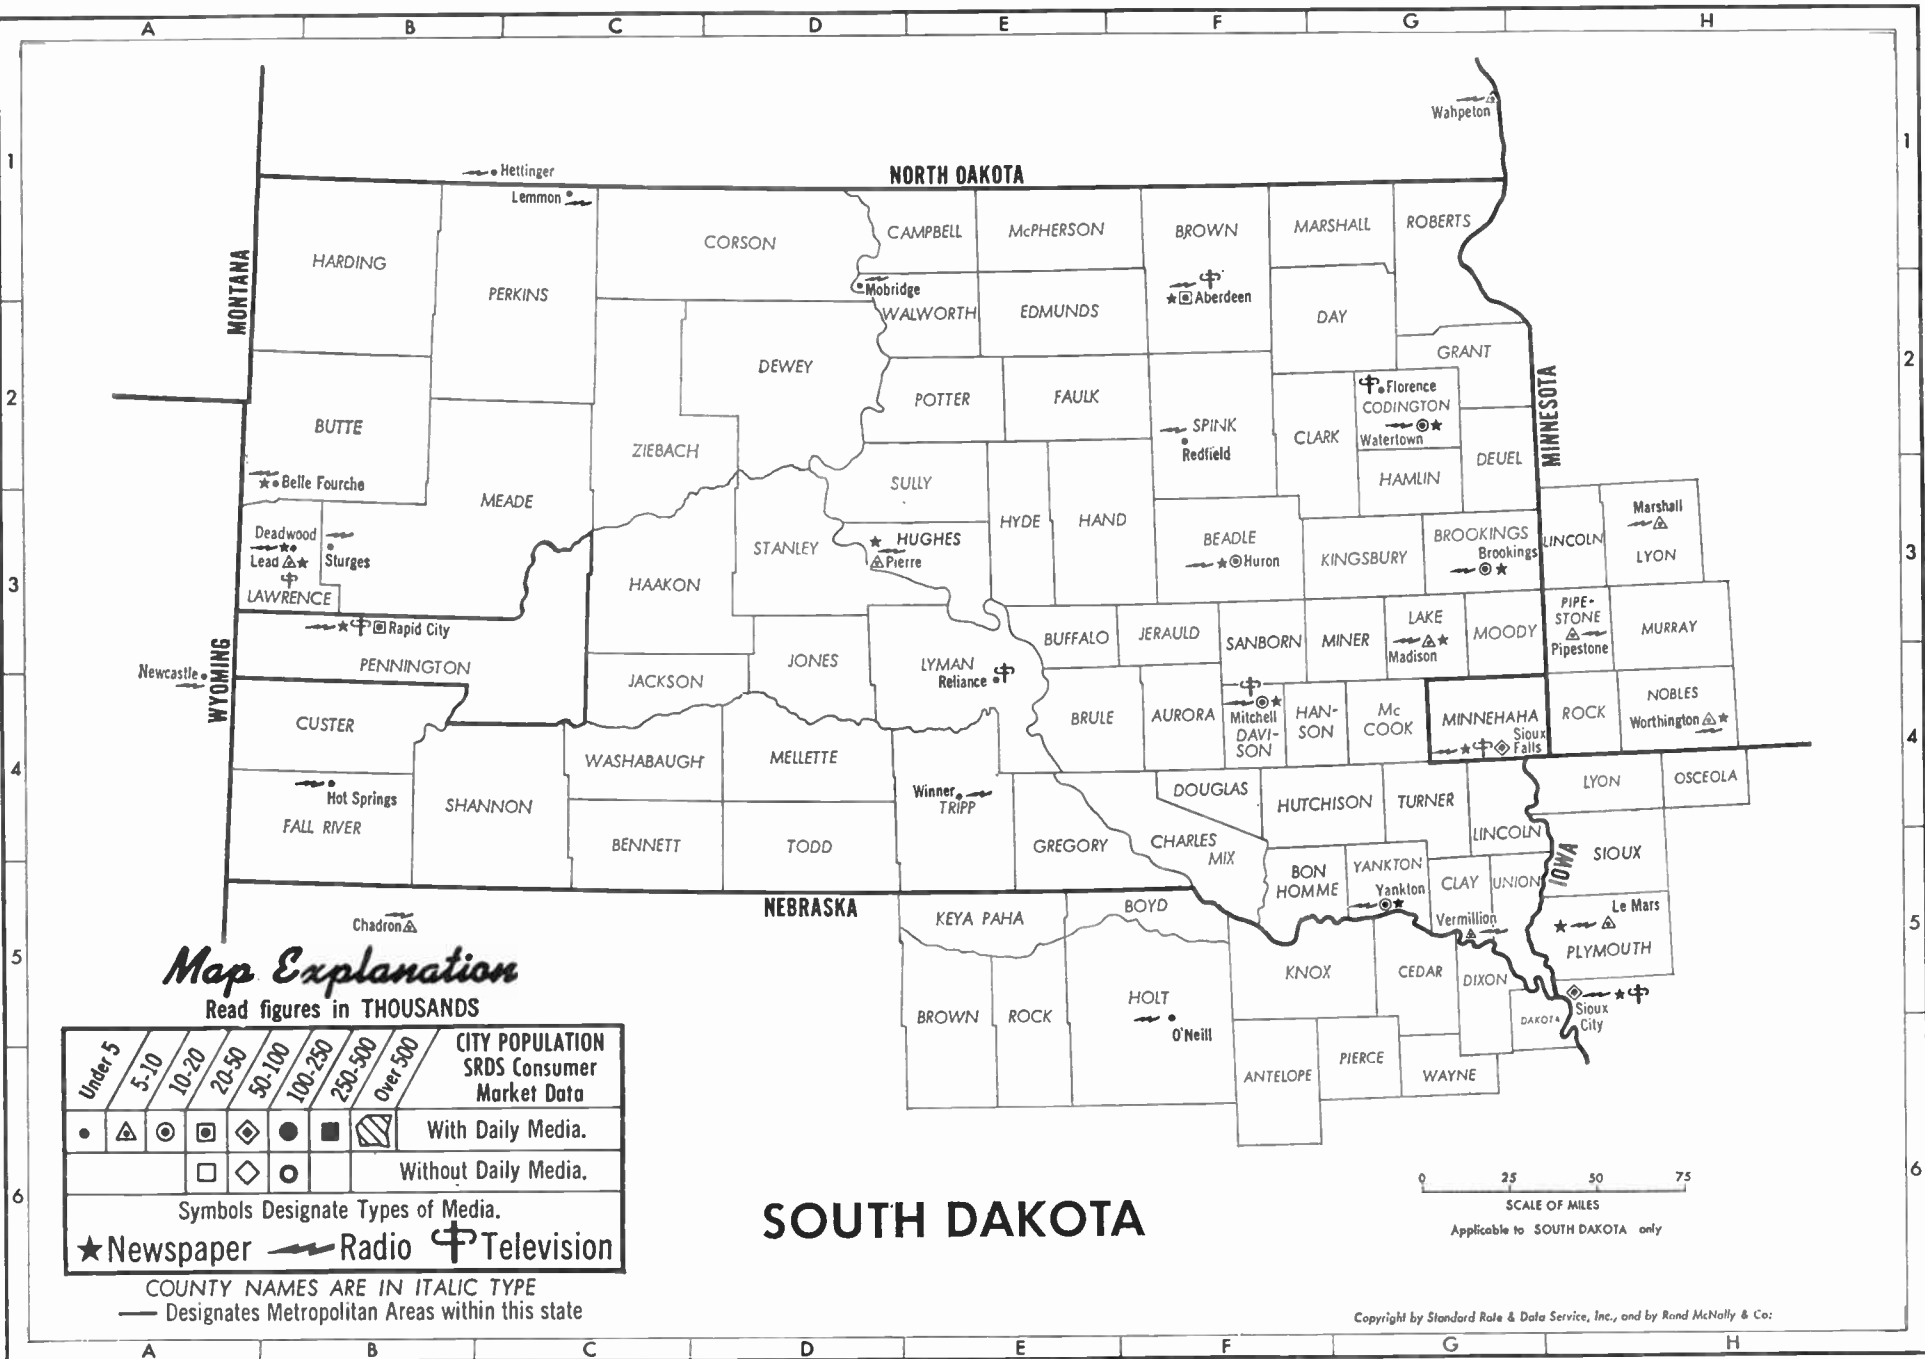 A B C D E F G H
Wahpeton
1 1
Hettinger
NORTH DAKOTA
Lemmon
CORSON
CAMPBELL
McPHERSON
BROWN
MARSHALL
ROBERTS
HARDING
MONTANA
PERKINS
Mobridge
Aberdeen
WALWORTH
EDMUNDS
DAY
DEWEY
GRANT
2 2
POTTER
FAULK
Florence
CODINGTON
Watertown
MINNESOTA
BUTTE
ZIEBACH
SPINK
Redfield
CLARK
DEUEL
HAMLIN
Belle Fourche
MEADE
SULLY
HYDE
HAND
Marshall
LYON
LINCOLN
Deadwood
Lead
Sturges
LAWRENCE
STANLEY
HUGHES
Pierre
BEADLE
Huron
KINGSBURY
BROOKINGS
Brookings
3 3
HAAKON
Rapid City
PENNINGTON
BUFFALO
JERAULD
SANBORN
MINER
LAKE
Madison
MOODY
PIPE-
STONE
Pipestone
MURRAY
Newcastle
WYOMING
JACKSON
JONES
LYMAN
Reliance
CUSTER
BRULE
AURORA
Mitchell
DAVI-
SON
HAN-
SON
Mc
COOK
MINNEHAHA
Sioux
Falls
ROCK
NOBLES
Worthington
4 4
WASHABAUGH
MELLETTE
Hot Springs
FALL RIVER
SHANNON
Winner
TRIPP
DOUGLAS
HUTCHISON
TURNER
LINCOLN
LYON
OSCEOLA
BENNETT
TODD
GREGORY
CHARLES
MIX
BON
HOMME
YANKTON
Yankton
CLAY
UNION
IOWA
SIOUX
NEBRASKA
Chadron
KEYA PAHA
BOYD
Vermillion
Le Mars
PLYMOUTH
5 5
KNOX
CEDAR
DIXON
DAKOTA
Sioux
City
BROWN
ROCK
HOLT
O'Neill
ANTELOPE
PIERCE
WAYNE
Map Explanation
Read figures in THOUSANDS
Under 5 5-10 10-20 20-50 50-100 100-250 250-500 Over 500
CITY POPULATION
SRDS Consumer
Market Data
With Daily Media.
Without Daily Media.
Symbols Designate Types of Media.
Newspaper Radio Television
COUNTY NAMES ARE IN ITALIC TYPE
Designates Metropolitan Areas within this state
6 6
SOUTH DAKOTA
0 25 50 75
SCALE OF MILES
Applicable to SOUTH DAKOTA only
Copyright by Standard Rate & Data Service, Inc., and by Rand McNally & Co:
A B C D E F G H